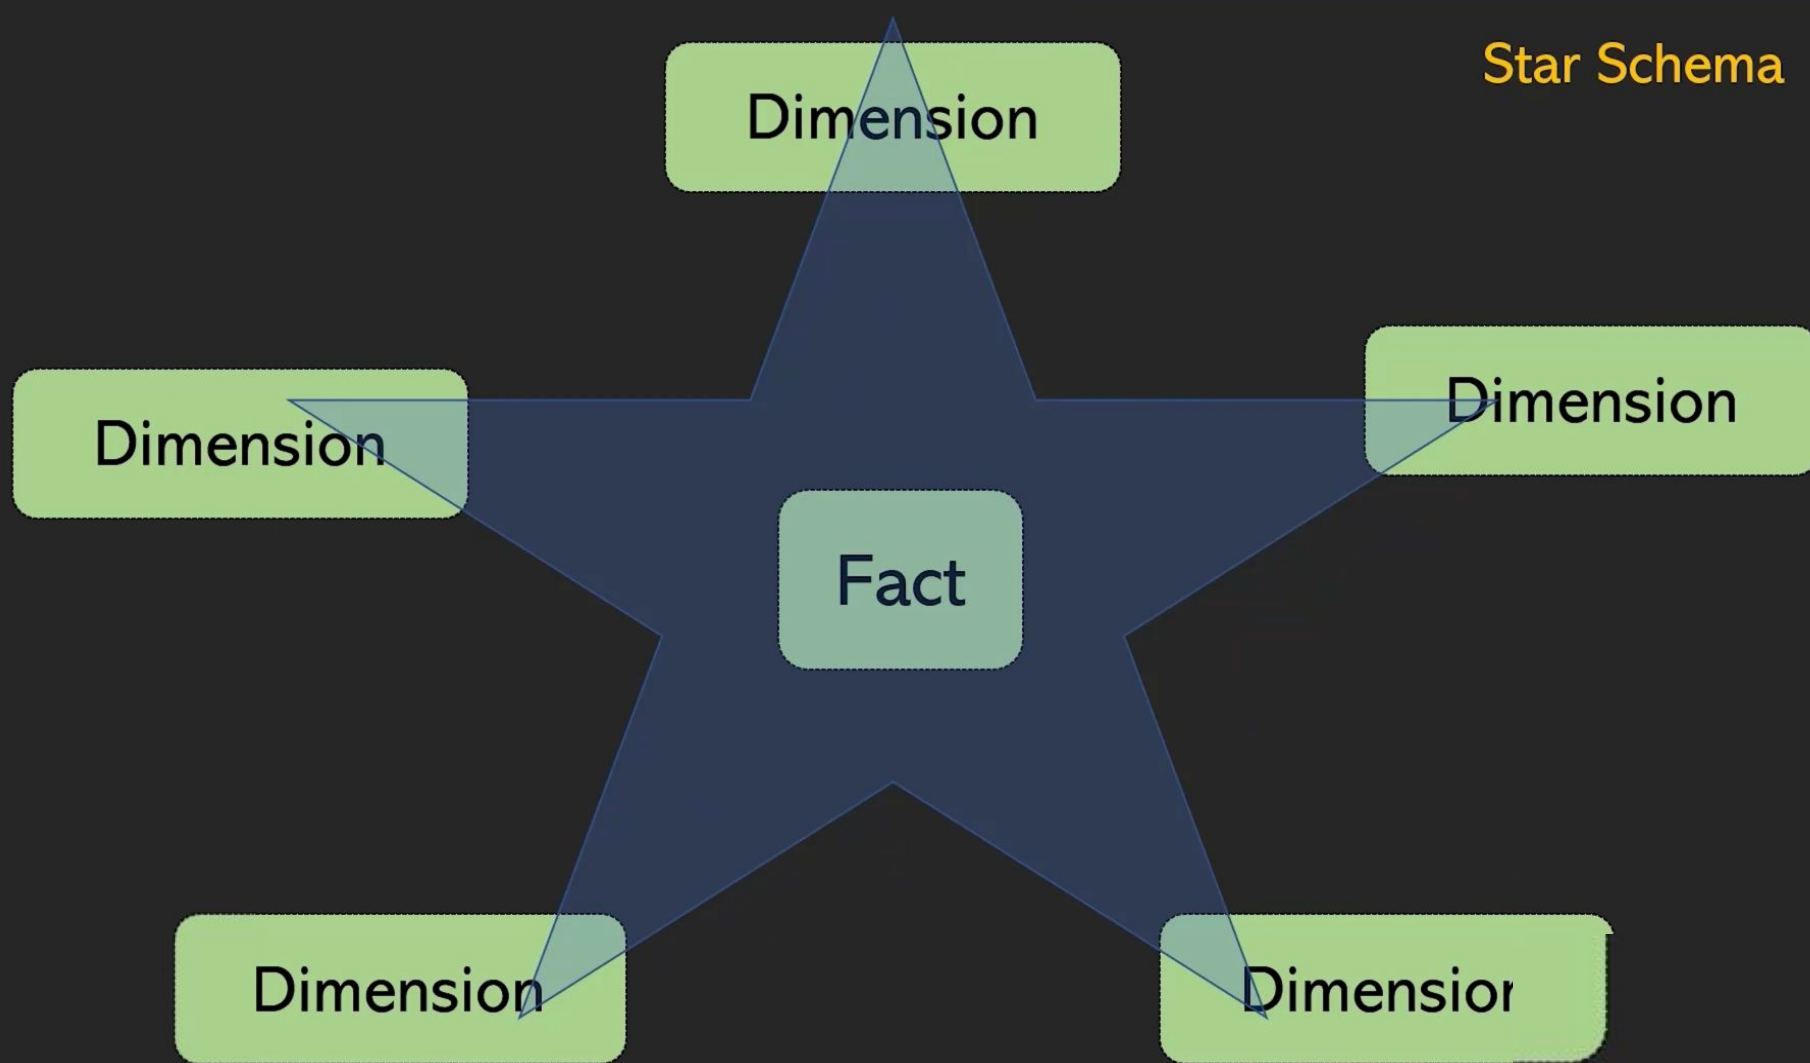 Star Schema
Dimension
Dimension
Dimension
Fact
Dimension
Dimensior